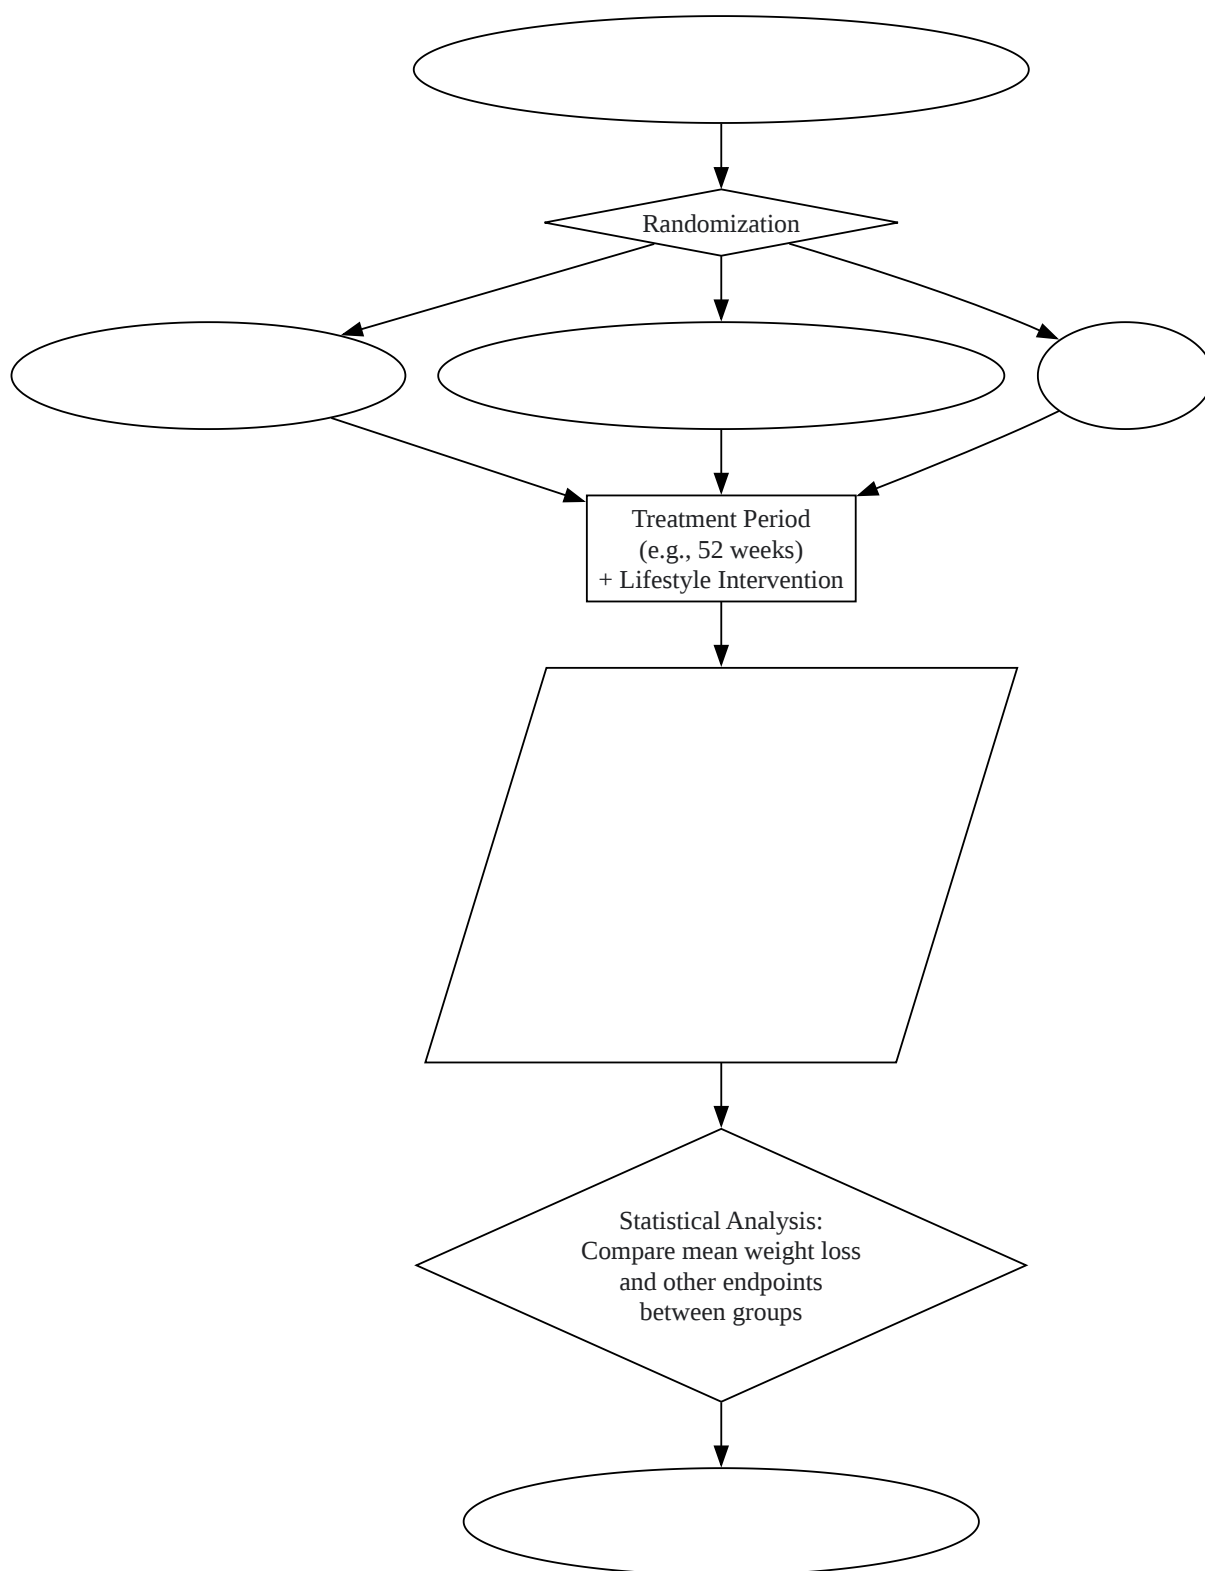 Randomization
Treatment Period
(e.g., 52 weeks)
+ Lifestyle Intervention
Statistical Analysis:
Compare mean weight loss
and other endpoints
between groups